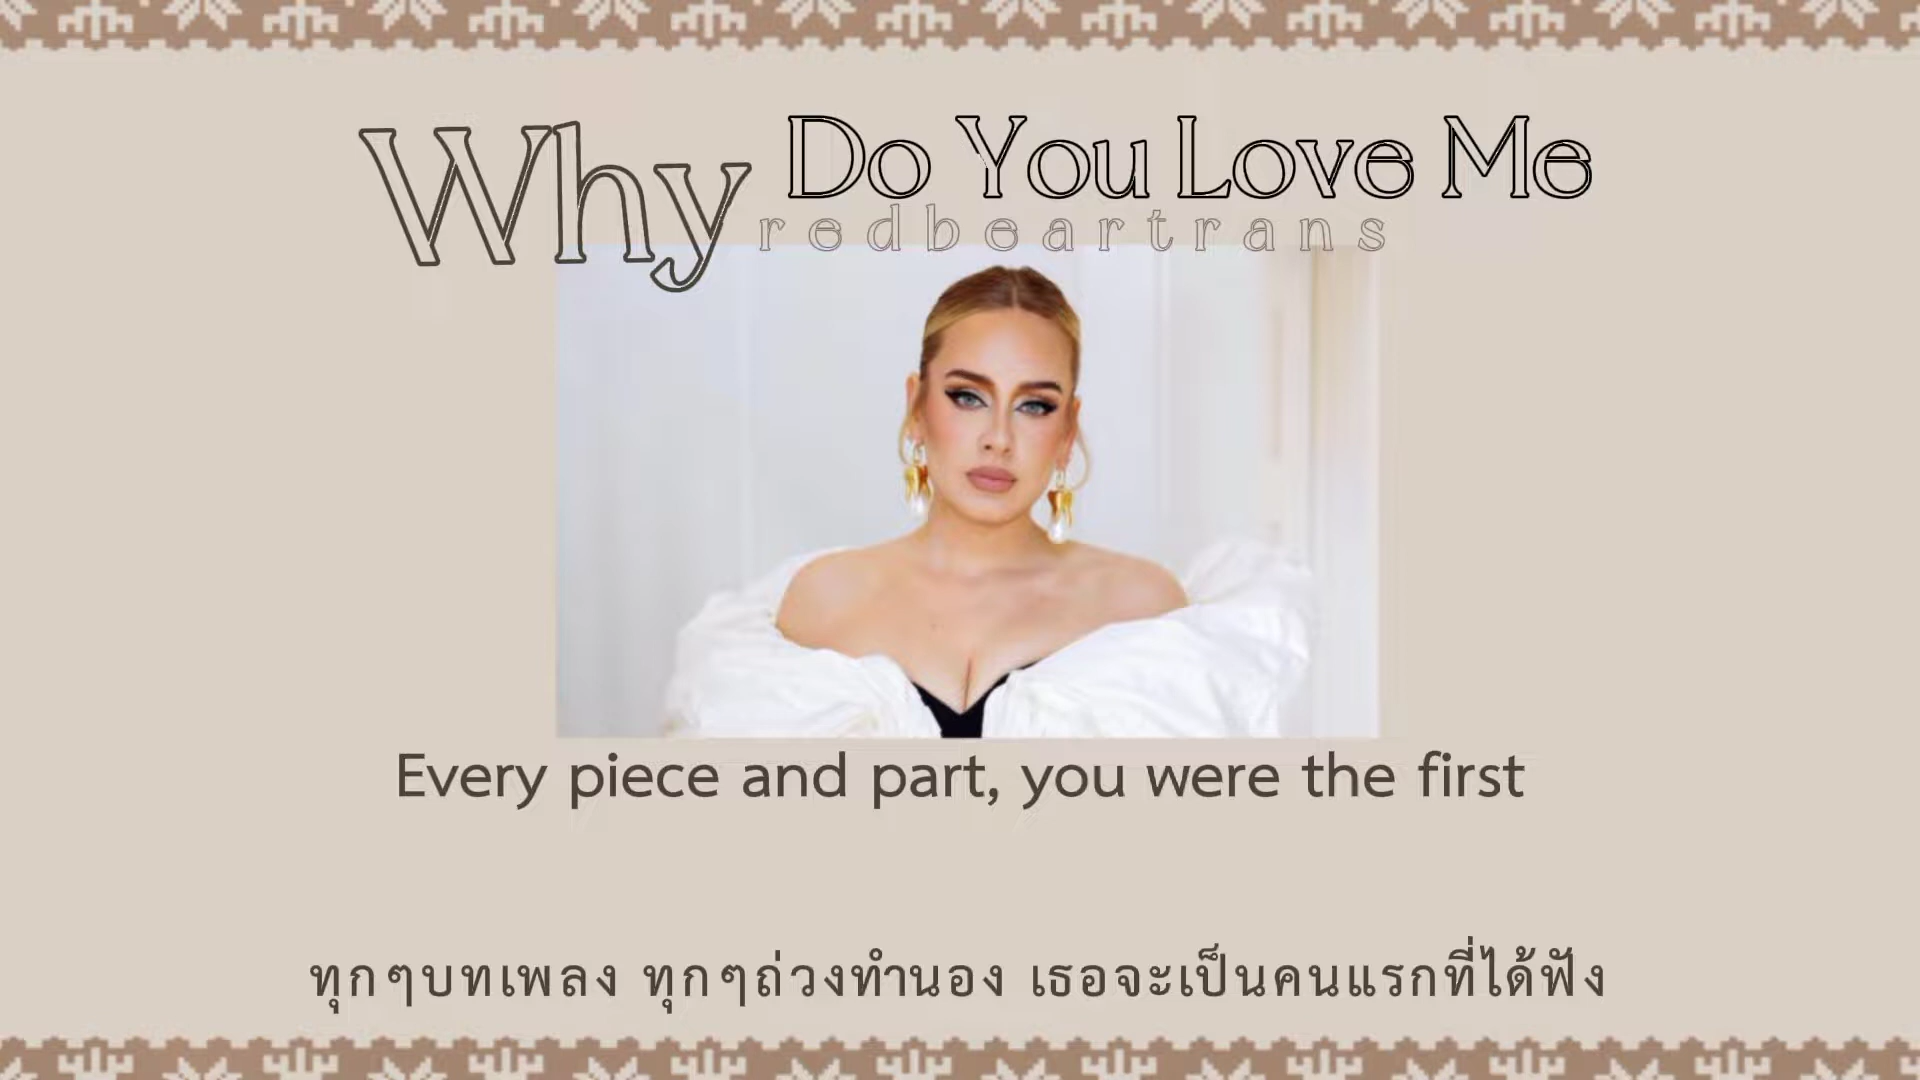 Why Do You Love Me
redbeartrans
Every piece and part, you were the first
ทุกๆบทเพลง ทุกๆถ่วงทำนอง เธอจะเป็นคนแรกที่ได้ฟัง